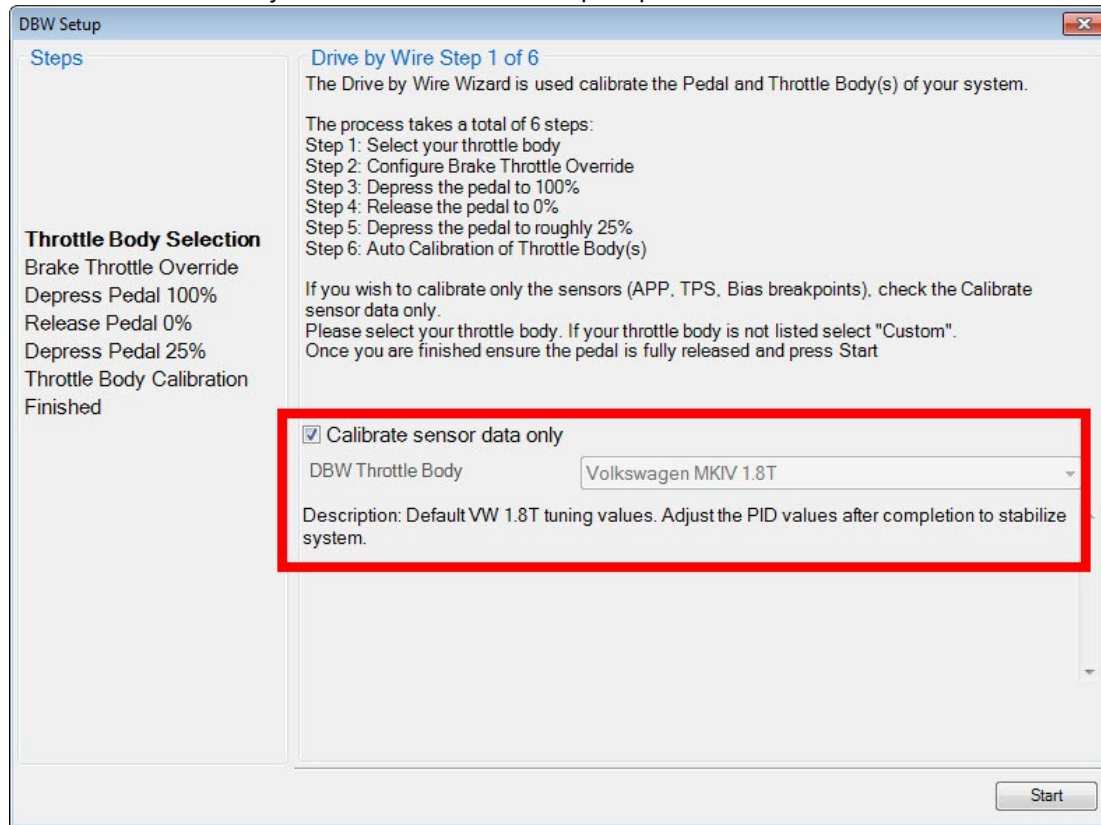 DBW Setup
Steps
Throttle Body Selection
Brake Throttle Override
Depress Pedal 100%
Release Pedal 0%
Depress Pedal 25%
Throttle Body Calibration
Finished
Drive by Wire Step 1 of 6
The Drive by Wire Wizard is used calibrate the Pedal and Throttle Body(s) of your system.
The process takes a total of 6 steps:
Step 1: Select your throttle body
Step 2: Configure Brake Throttle Override
Step 3: Depress the pedal to 100%
Step 4: Release the pedal to 0%
Step 5: Depress the pedal to roughly 25%
Step 6: Auto Calibration of Throttle Body(s)
If you wish to calibrate only the sensors (APP, TPS, Bias breakpoints), check the Calibrate
sensor data only.
Please select your throttle body. If your throttle body is not listed select "Custom".
Once you are finished ensure the pedal is fully released and press Start
Calibrate sensor data only
DBW Throttle Body
Volkswagen MKIV 1.8T
Description: Default VW 1.8T tuning values. Adjust the PID values after completion to stabilize
system.
Start